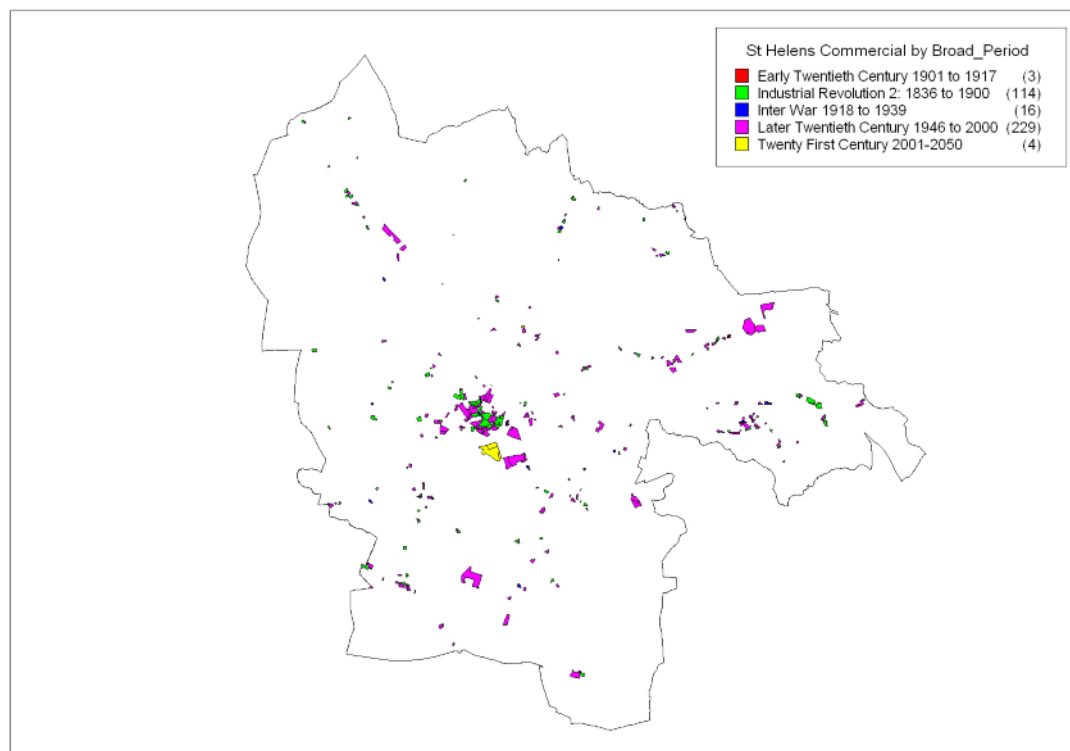 St Helens Commercial by Broad_Period
Early Twentieth Century 1901 to 1917 (3)
Industrial Revolution 2: 1836 to 1900 (114)
Inter War 1918 to 1939 (16)
Later Twentieth Century 1946 to 2000 (229)
Twenty First Century 2001-2050 (4)